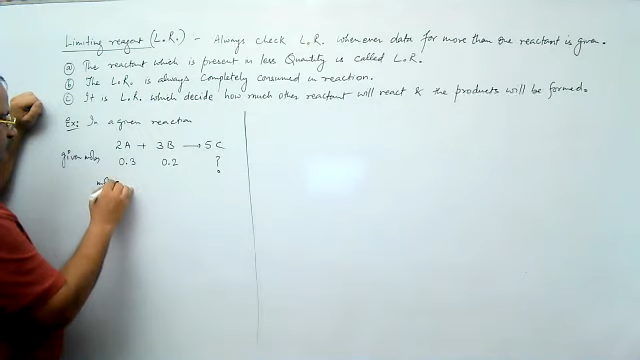 Limiting reagent (L.R.) - Always check L.R. whenever data for more than one reactant is given.
(a) The reactant which is present in less Quantity is called L.R.
(b) The L.R. is always completely consumed in reaction.
(c) It is L.R. which decide how much other reactant will react & the products will be formed.
Ex: In a given reaction
2A + 3B → 5C
given moles 0.3 0.2 ?